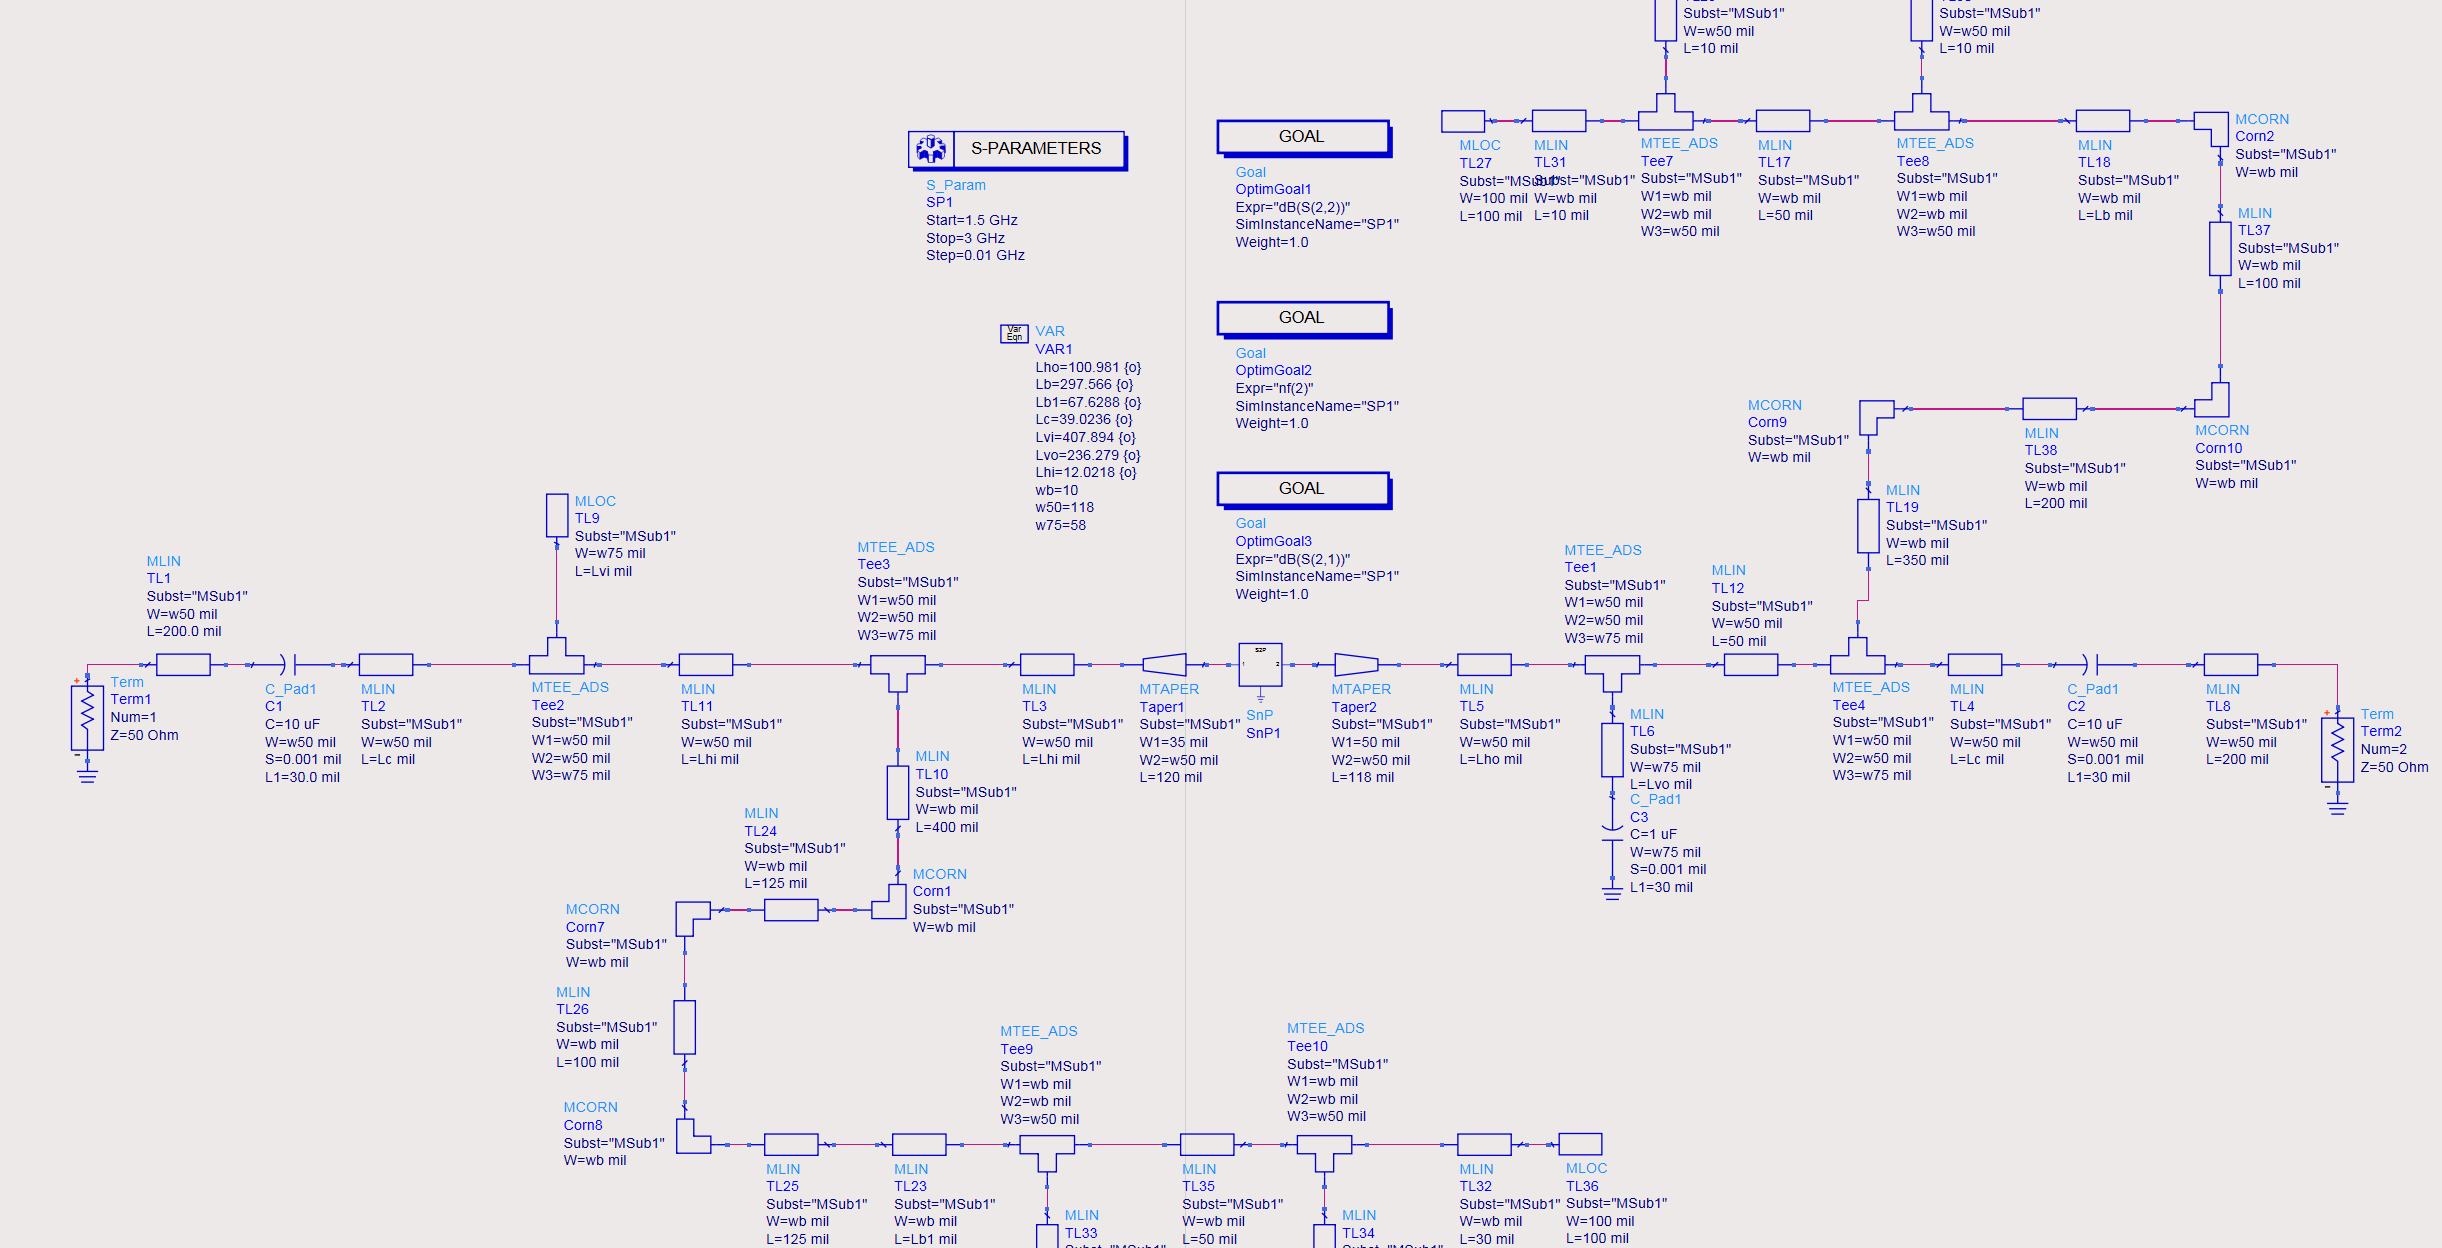 Subst="MSub1"
W=w50 mil
L=10 mil
Subst="MSub1"
W=w50 mil
L=10 mil
S-PARAMETERS
S_Param
SP1
Start=1.5 GHz
Stop=3 GHz
Step=0.01 GHz
GOAL
Goal
OptimGoal1
Expr="dB(S(2,2))"
SimInstanceName="SP1"
Weight=1.0
GOAL
Goal
OptimGoal2
Expr="nf(2)"
SimInstanceName="SP1"
Weight=1.0
GOAL
Goal
OptimGoal3
Expr="dB(S(2,1))"
SimInstanceName="SP1"
Weight=1.0
Var
Eqn
VAR
VAR1
Lho=100.981 {o}
Lb=297.566 {o}
Lb1=67.6288 {o}
Lc=39.0236 {o}
Lvi=407.894 {o}
Lvo=236.279 {o}
Lhi=12.0218 {o}
wb=10
w50=118
w75=58
MLOC
TL27
Subst="MSub1"
W=100 mil
L=100 mil
MLIN
TL31
Subst="MSub1"
W=wb mil
L=10 mil
MTEE_ADS
Tee7
Subst="MSub1"
W1=wb mil
W2=wb mil
W3=w50 mil
MLIN
TL17
Subst="MSub1"
W=wb mil
L=50 mil
MTEE_ADS
Tee8
Subst="MSub1"
W1=wb mil
W2=wb mil
W3=w50 mil
MLIN
TL18
Subst="MSub1"
W=wb mil
L=Lb mil
MCORN
Corn2
Subst="MSub1"
W=wb mil
MLIN
TL37
Subst="MSub1"
W=wb mil
L=100 mil
MCORN
Corn10
Subst="MSub1"
W=wb mil
MLIN
TL38
Subst="MSub1"
W=wb mil
L=200 mil
MCORN
Corn9
Subst="MSub1"
W=wb mil
MLIN
TL19
Subst="MSub1"
W=wb mil
L=350 mil
MLIN
TL1
Subst="MSub1"
W=w50 mil
L=200.0 mil
MLOC
TL9
Subst="MSub1"
W=w75 mil
L=Lvi mil
MTEE_ADS
Tee3
Subst="MSub1"
W1=w50 mil
W2=w50 mil
W3=w75 mil
MTEE_ADS
Tee1
Subst="MSub1"
W1=w50 mil
W2=w50 mil
W3=w75 mil
MLIN
TL12
Subst="MSub1"
W=w50 mil
L=50 mil
+
-
Term
Term1
Num=1
Z=50 Ohm
C_Pad1
C1
C=10 uF
W=w50 mil
S=0.001 mil
L1=30.0 mil
MLIN
TL2
Subst="MSub1"
W=w50 mil
L=Lc mil
MTEE_ADS
Tee2
Subst="MSub1"
W1=w50 mil
W2=w50 mil
W3=w75 mil
MLIN
TL11
Subst="MSub1"
W=w50 mil
L=Lhi mil
MLIN
TL3
Subst="MSub1"
W=w50 mil
L=Lhi mil
MTAPER
Taper1
Subst="MSub1"
W1=35 mil
W2=w50 mil
L=120 mil
S2P
1
2
SnP
SnP1
MTAPER
Taper2
Subst="MSub1"
W1=50 mil
W2=w50 mil
L=118 mil
MLIN
TL5
Subst="MSub1"
W=w50 mil
L=Lho mil
MLIN
TL6
Subst="MSub1"
W=w75 mil
L=Lvo mil
C_Pad1
C3
C=1 uF
W=w75 mil
S=0.001 mil
L1=30 mil
MTEE_ADS
Tee4
Subst="MSub1"
W1=w50 mil
W2=w50 mil
W3=w75 mil
MLIN
TL4
Subst="MSub1"
W=w50 mil
L=Lc mil
C_Pad1
C2
C=10 uF
W=w50 mil
S=0.001 mil
L1=30 mil
MLIN
TL8
Subst="MSub1"
W=w50 mil
L=200 mil
+
-
Term
Term2
Num=2
Z=50 Ohm
MLIN
TL10
Subst="MSub1"
W=wb mil
L=400 mil
MLIN
TL24
Subst="MSub1"
W=wb mil
L=125 mil
MCORN
Corn1
Subst="MSub1"
W=wb mil
MCORN
Corn7
Subst="MSub1"
W=wb mil
MLIN
TL26
Subst="MSub1"
W=wb mil
L=100 mil
MCORN
Corn8
Subst="MSub1"
W=wb mil
MTEE_ADS
Tee9
Subst="MSub1"
W1=wb mil
W2=wb mil
W3=w50 mil
MTEE_ADS
Tee10
Subst="MSub1"
W1=wb mil
W2=wb mil
W3=w50 mil
MLIN
TL25
Subst="MSub1"
W=wb mil
L=125 mil
MLIN
TL23
Subst="MSub1"
W=wb mil
L=Lb1 mil
MLIN
TL33
MLIN
TL35
Subst="MSub1"
W=wb mil
L=50 mil
MLIN
TL34
MLIN
TL32
Subst="MSub1"
W=wb mil
L=30 mil
MLOC
TL36
Subst="MSub1"
W=100 mil
L=100 mil